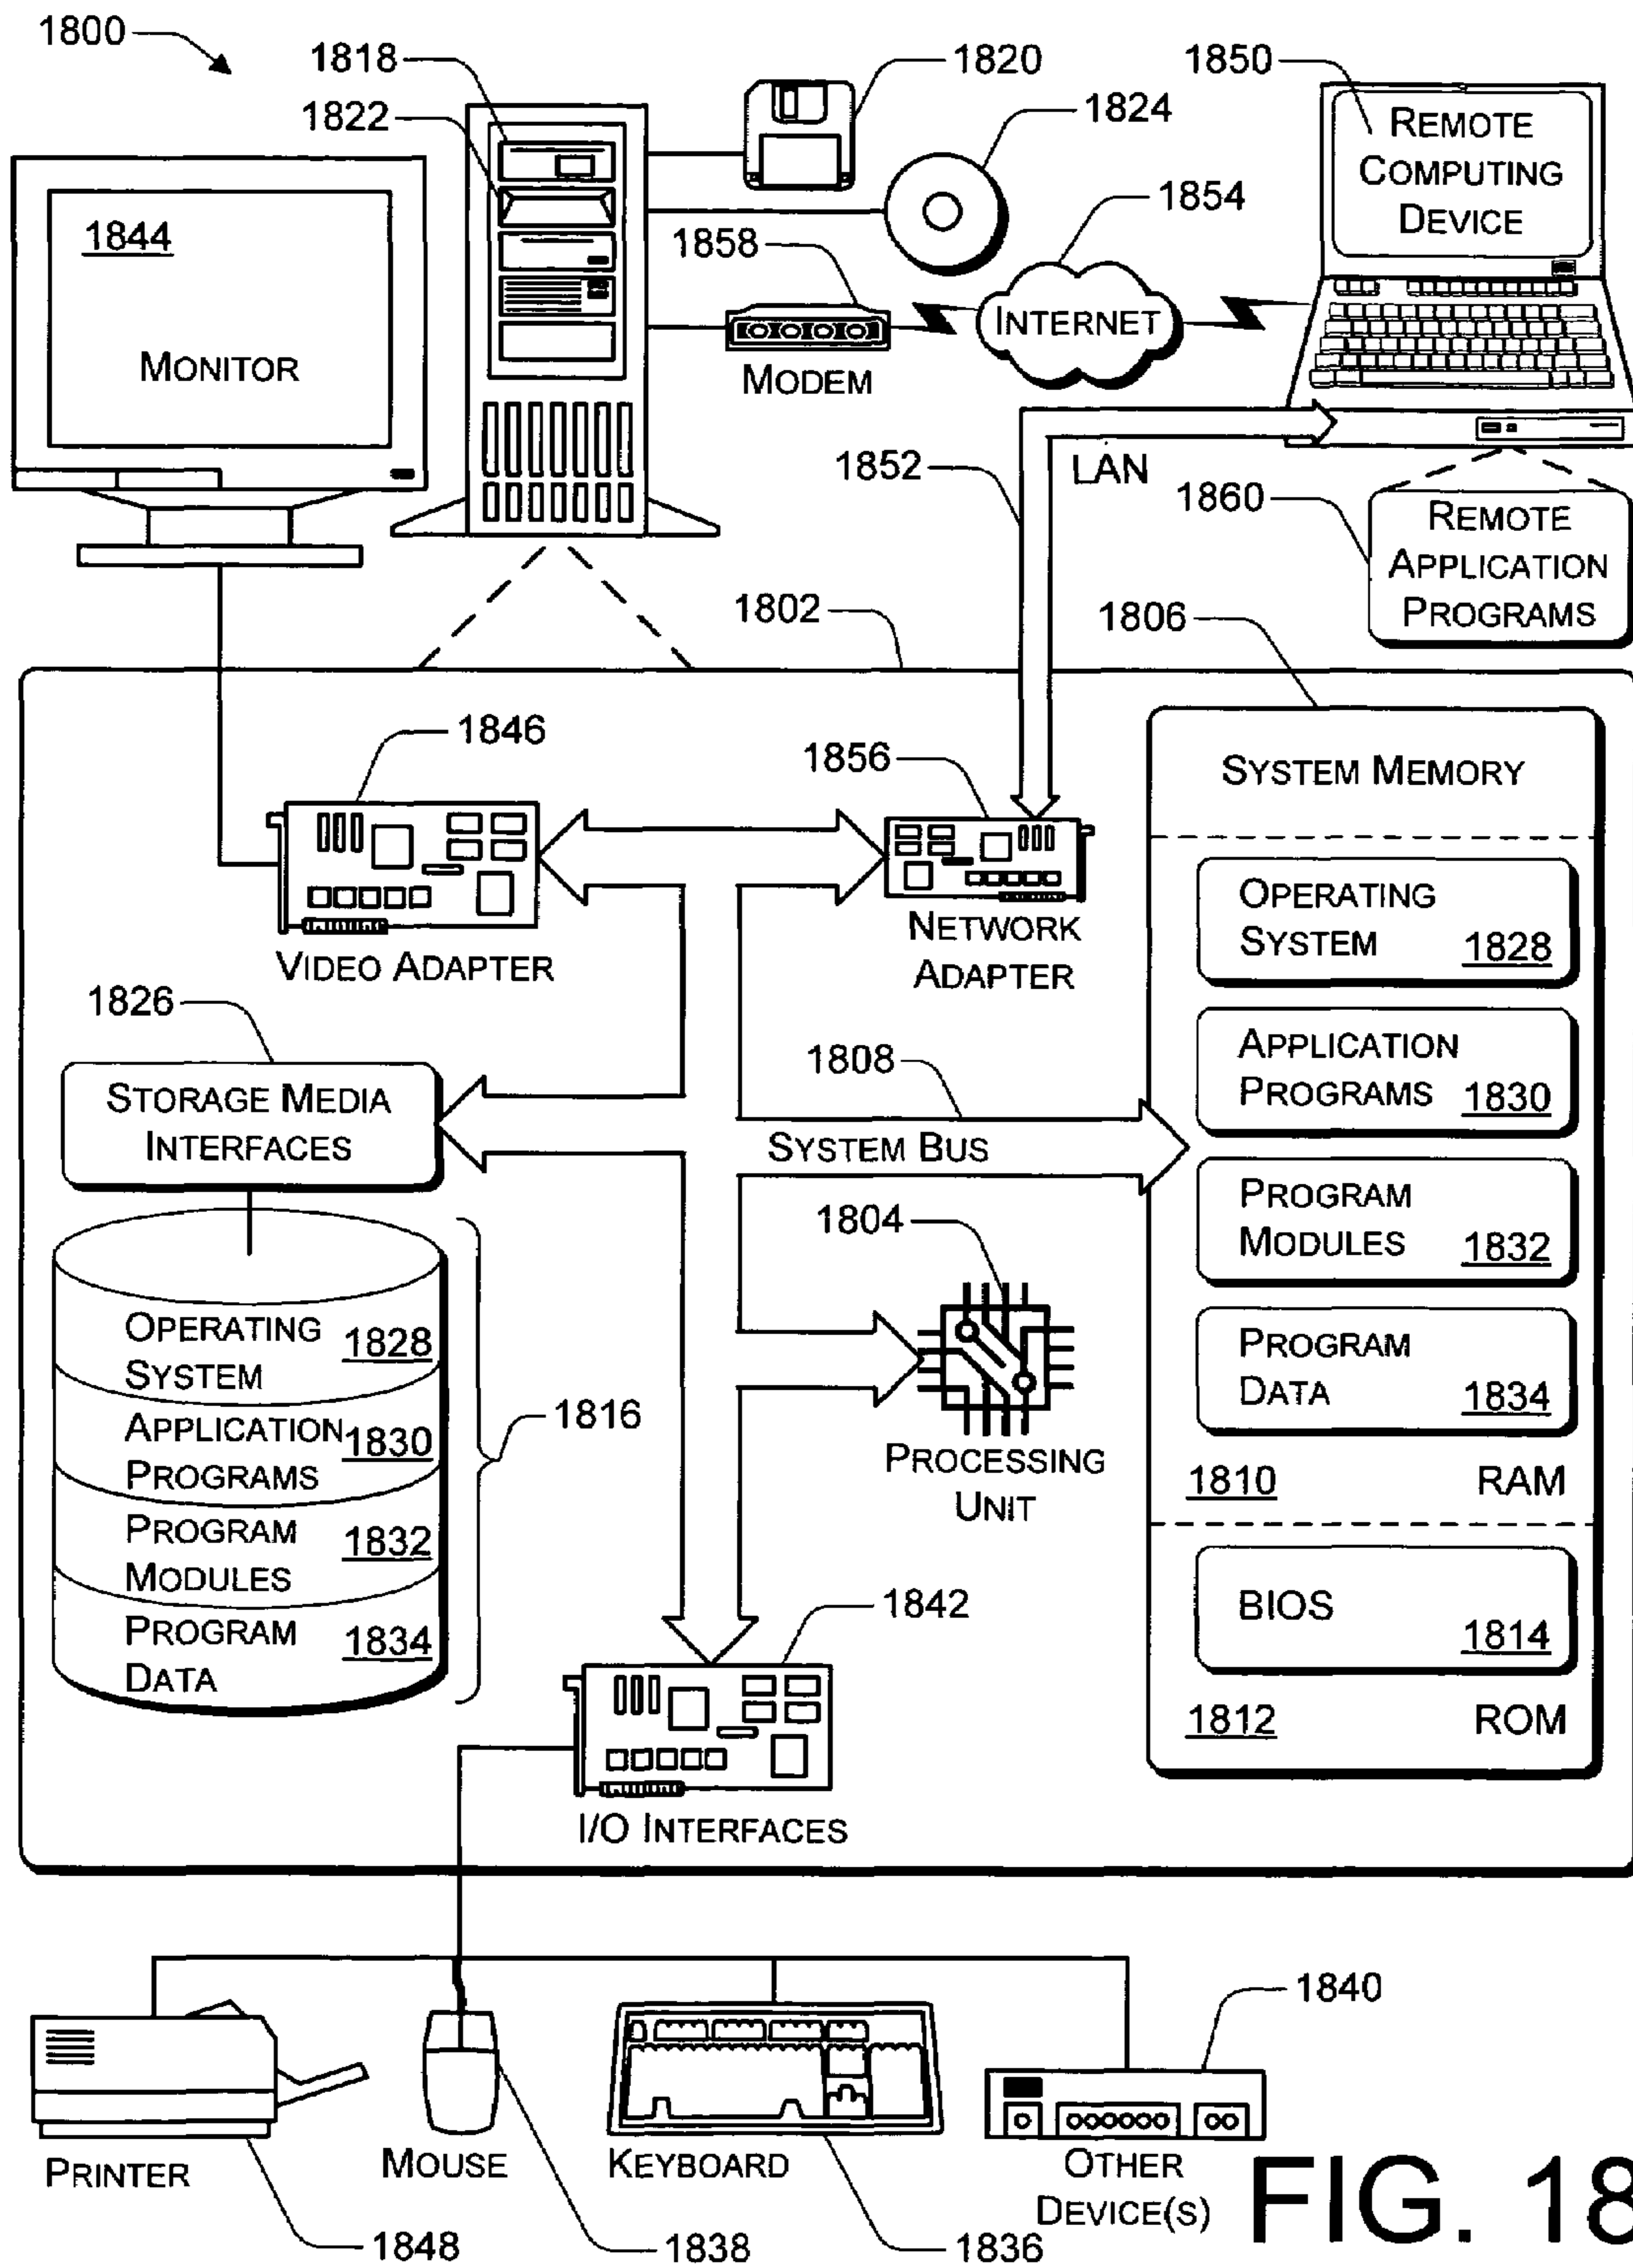 1800
1818
1822
1820
1824
1850
REMOTE
COMPUTING
DEVICE
1844
MONITOR
1858
MODEM
1854
INTERNET
1852
LAN
1860
REMOTE
APPLICATION
PROGRAMS
1802
1806
1846
VIDEO ADAPTER
1856
NETWORK
ADAPTER
SYSTEM MEMORY
OPERATING
SYSTEM 1828
APPLICATION
PROGRAMS 1830
PROGRAM
MODULES 1832
PROGRAM
DATA 1834
1810 RAM
BIOS
1814
1812 ROM
1826
STORAGE MEDIA
INTERFACES
1808
SYSTEM BUS
1804
PROCESSING
UNIT
OPERATING 1828
SYSTEM
APPLICATION 1830
PROGRAMS
PROGRAM 1832
MODULES
PROGRAM 1834
DATA
1816
1842
I/O INTERFACES
1840
PRINTER
MOUSE
KEYBOARD
OTHER
DEVICE(S)
1848
1838
1836
FIG. 18